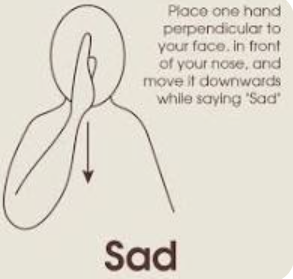 Place one hand
perpendicular to
your face, in front
of your nose, and
move it downwards
while saying "Sad"
Sad